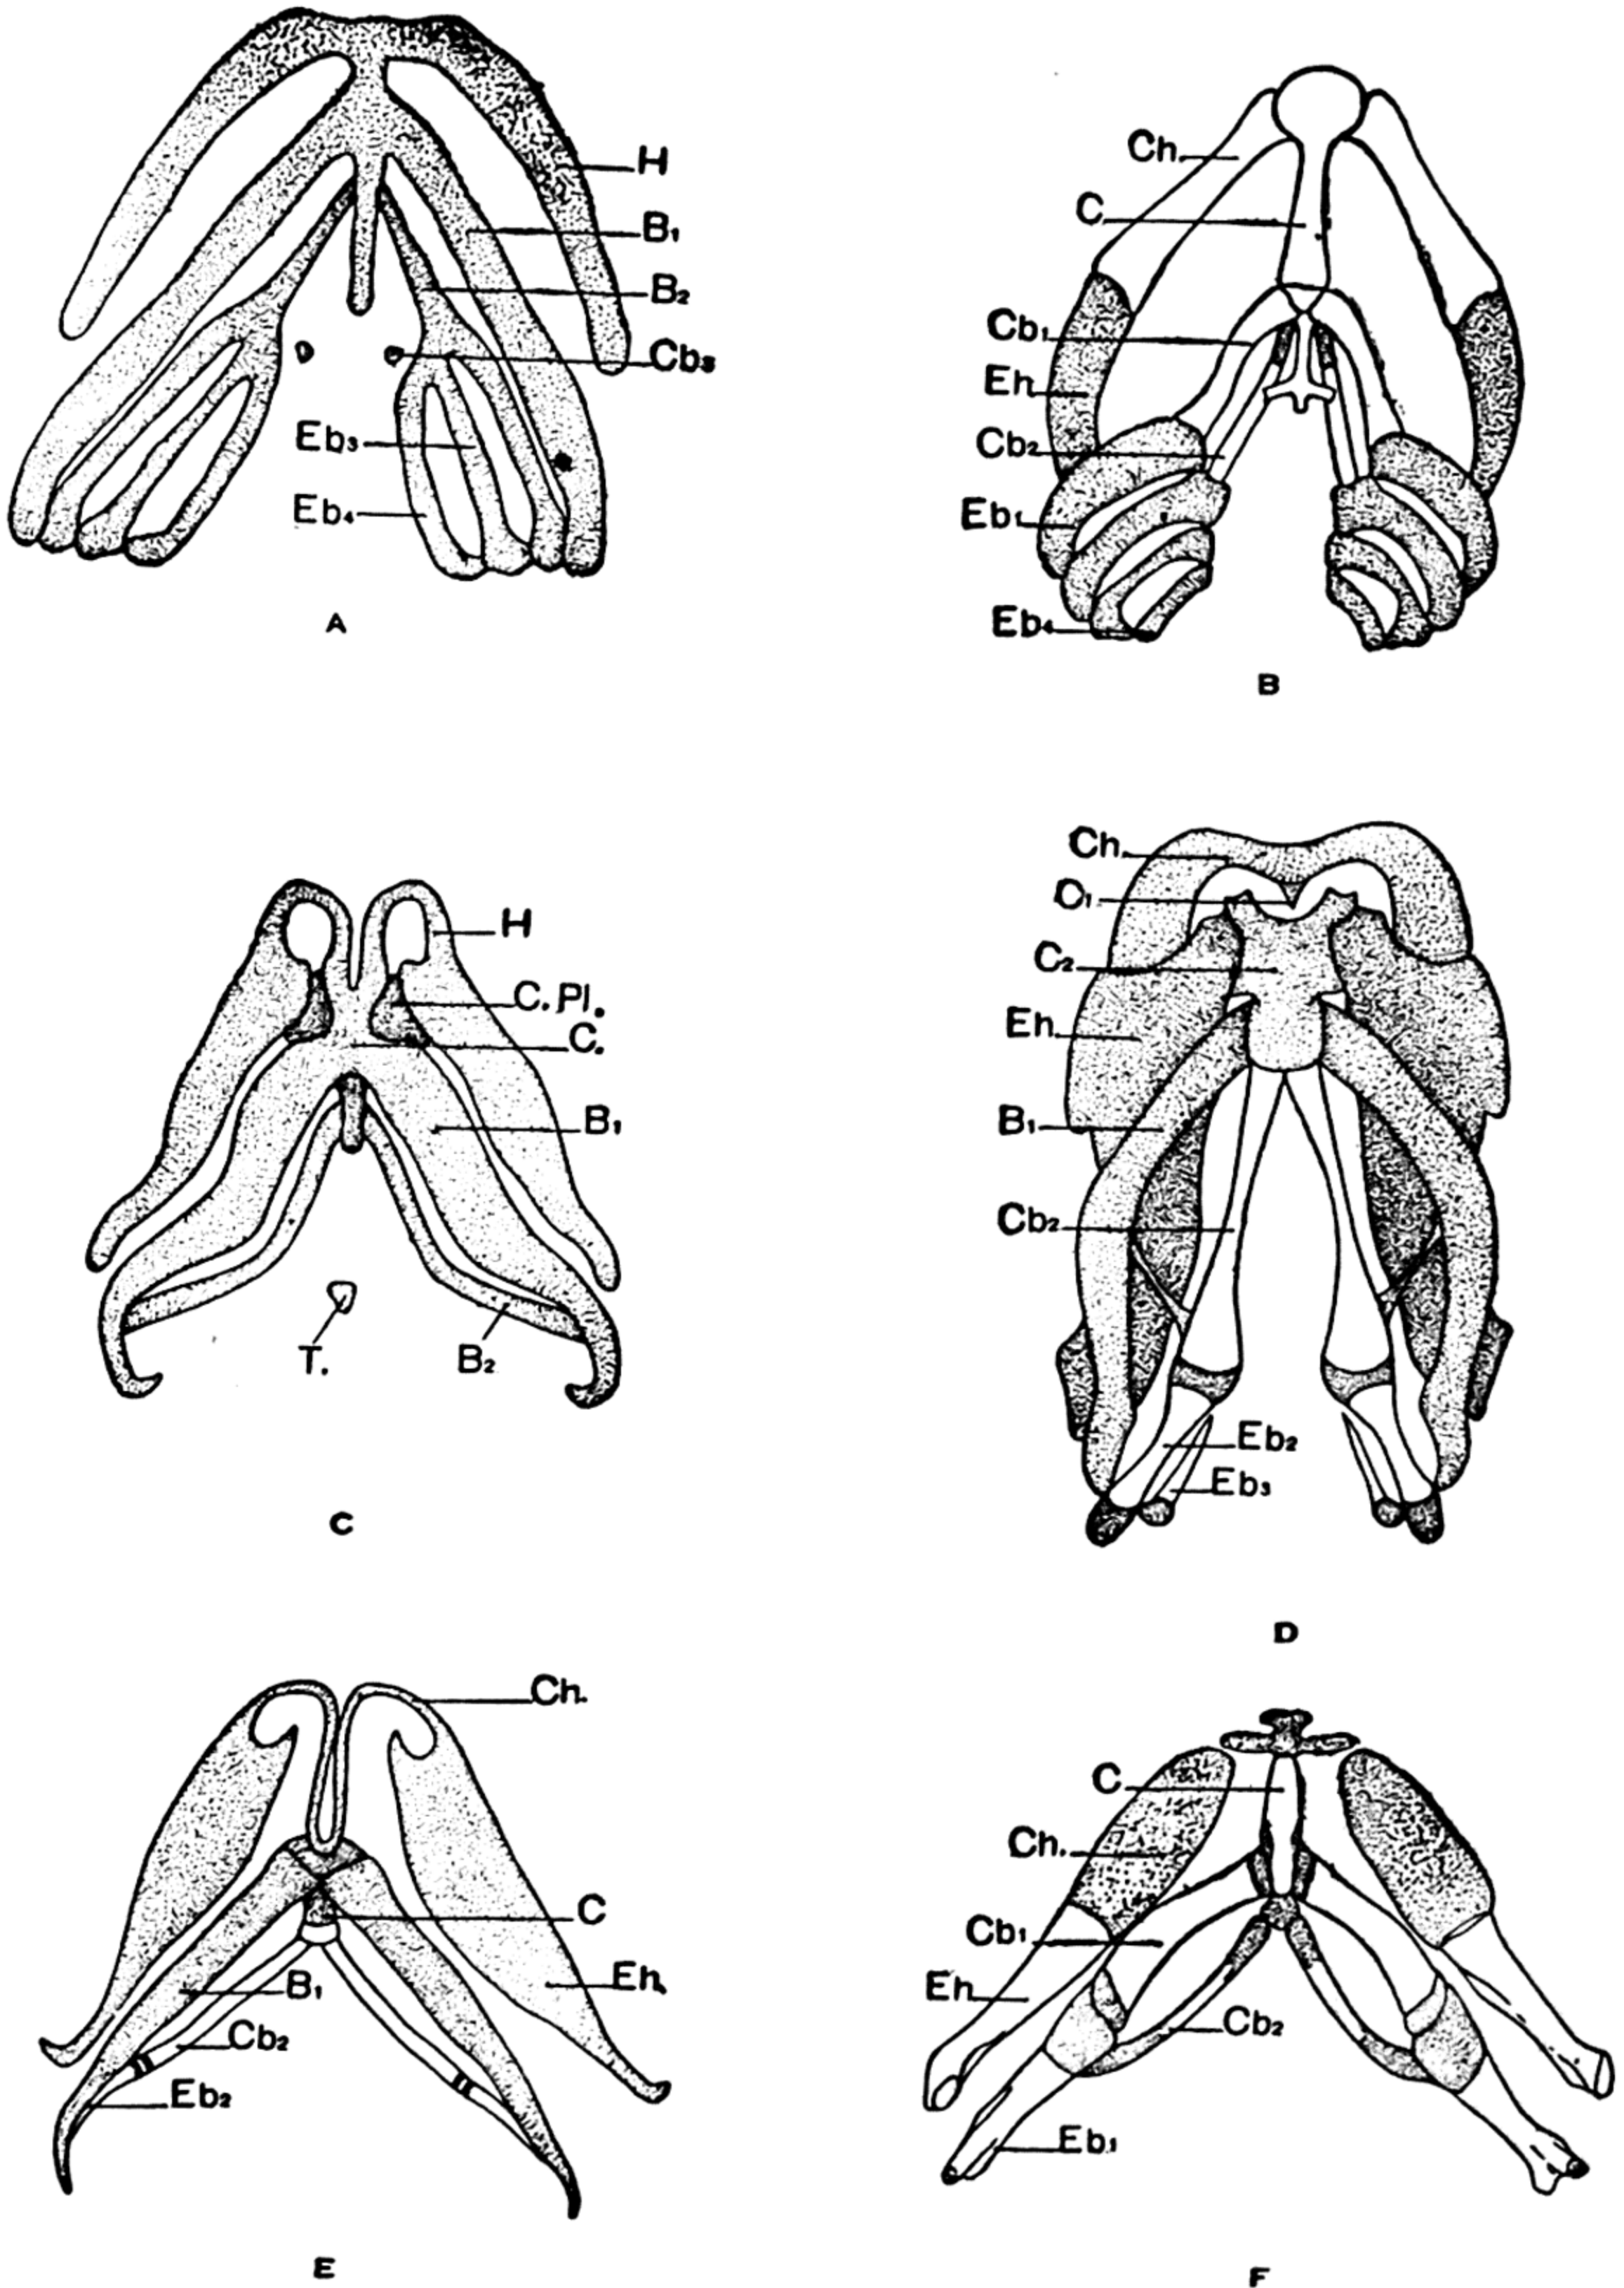 H
B₁
B₂
Cb₃
Eb₃
Eb₄
A
Ch.
C
Cb₁
Eh
Cb₂
Eb₁
Eb₄
B
H
C. Pl.
C.
B₁
T.
B₂
C
Ch.
C₁
C₂
Eh
B₁
Cb₂
Eb₂
Eb₃
D
Ch.
C
B₁
Eh.
Cb₂
Eb₂
E
C
Ch.
Cb₁
Eh
Cb₂
Eb₁
F